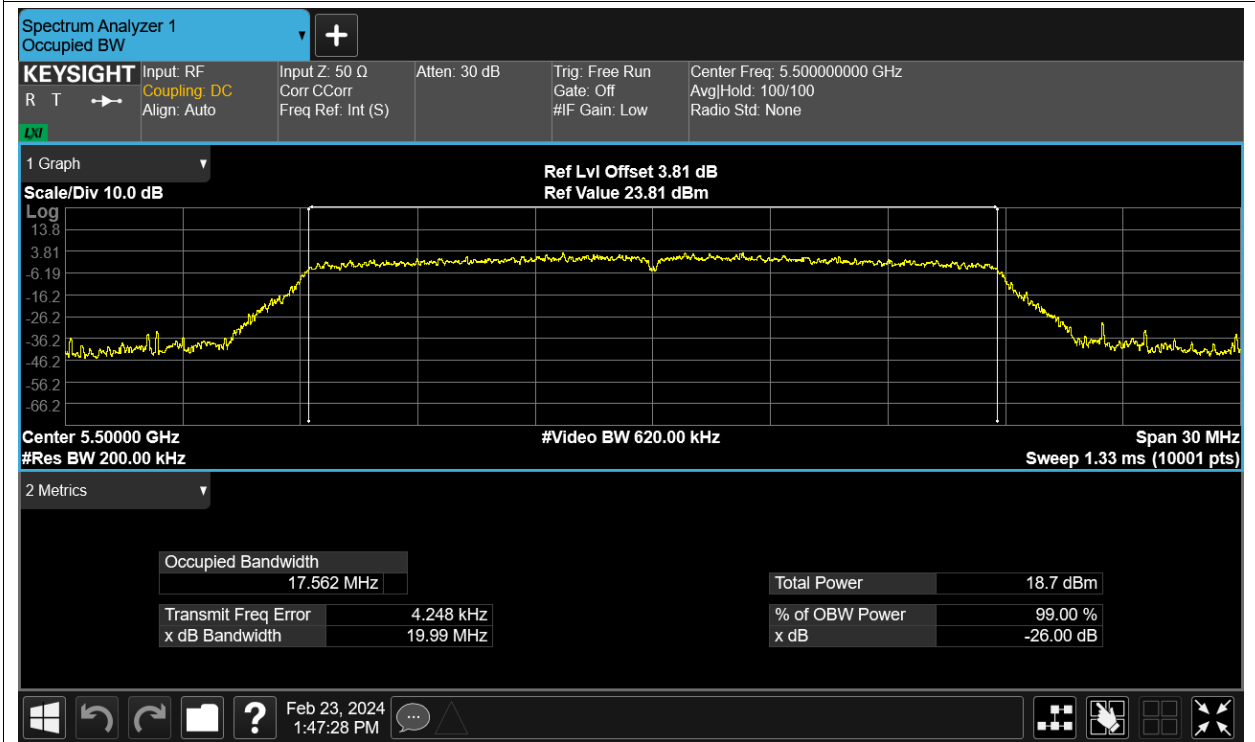 Spectrum Analyzer 1
Occupied BW
KEYSIGHT
R T
LXI
Input: RF
Coupling: DC
Align: Auto
Input Z: 50 Ω
Corr CCorr
Freq Ref: Int (S)
Atten: 30 dB
Trig: Free Run
Gate: Off
#IF Gain: Low
Center Freq: 5.500000000 GHz
Avg|Hold: 100/100
Radio Std: None
1 Graph
Scale/Div 10.0 dB
Ref Lvl Offset 3.81 dB
Ref Value 23.81 dBm
Log
13.8
3.81
-6.19
-16.2
-26.2
-36.2
-46.2
-56.2
-66.2
Center 5.50000 GHz
#Res BW 200.00 kHz
#Video BW 620.00 kHz
Span 30 MHz
Sweep 1.33 ms (10001 pts)
2 Metrics
Occupied Bandwidth
17.562 MHz
Transmit Freq Error 4.248 kHz
x dB Bandwidth 19.99 MHz
Total Power 18.7 dBm
% of OBW Power 99.00 %
x dB -26.00 dB
?
Feb 23, 2024
1:47:28 PM